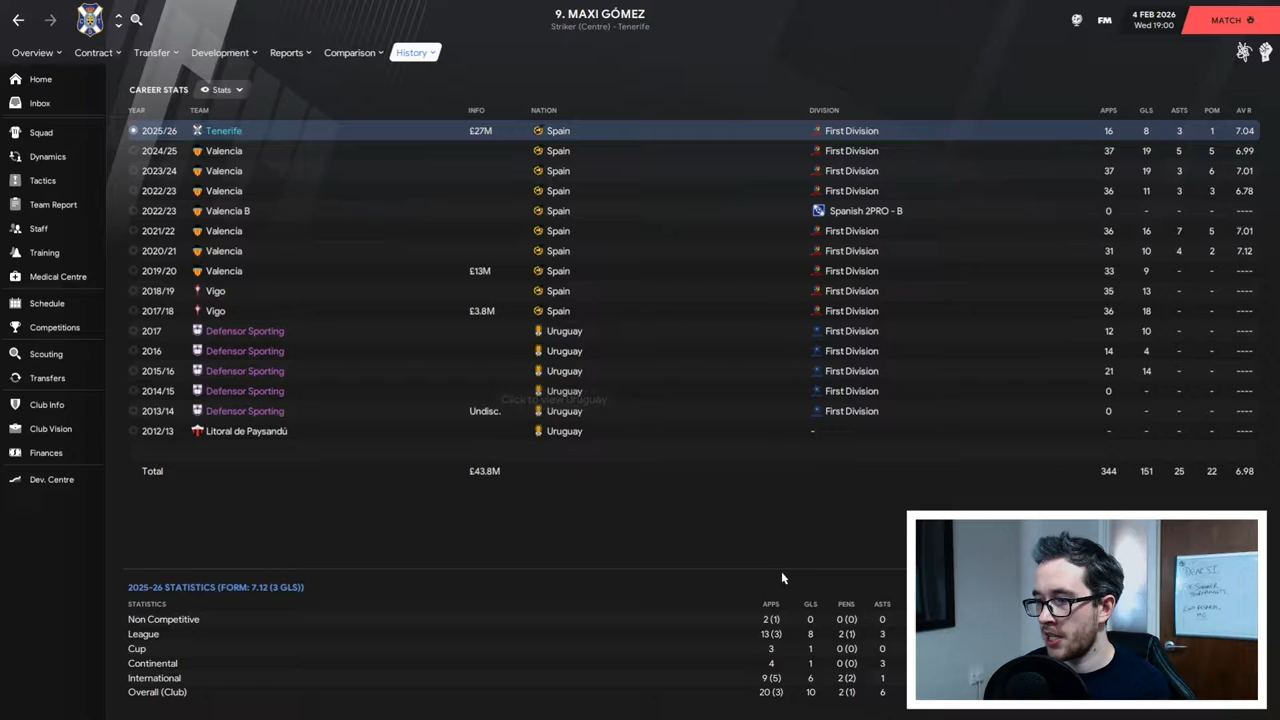 9. MAXI GÓMEZ
Striker (Centre) - Tenerife
FM
4 FEB 2026
Wed 19:00
MATCH
Overview
Contract
Transfer
Development
Reports
Comparison
History
Home
Inbox
Squad
Dynamics
Tactics
Team Report
Staff
Training
Medical Centre
Schedule
Competitions
Scouting
Transfers
Club Info
Club Vision
Finances
Dev. Centre
CAREER STATS Stats
YEAR TEAM INFO NATION DIVISION APPS GLS ASTS POM AV R
2025/26 Tenerife £27M Spain First Division 16 8 3 1 7.04
2024/25 Valencia Spain First Division 37 19 5 5 6.99
2023/24 Valencia Spain First Division 37 19 3 6 7.01
2022/23 Valencia Spain First Division 36 11 3 3 6.78
2022/23 Valencia B Spain Spanish 2PRO - B 0 - - - ----
2021/22 Valencia Spain First Division 36 16 7 5 7.01
2020/21 Valencia Spain First Division 31 10 4 2 7.12
2019/20 Valencia £13M Spain First Division 33 9 - - ----
2018/19 Vigo Spain First Division 35 13 - - ----
2017/18 Vigo £3.8M Spain First Division 36 18 - - ----
2017 Defensor Sporting Uruguay First Division 12 10 - - ----
2016 Defensor Sporting Uruguay First Division 14 4 - - ----
2015/16 Defensor Sporting Uruguay First Division 21 14 - - ----
2014/15 Defensor Sporting Uruguay First Division 0 - - - ----
Click to view Uruguay
2013/14 Defensor Sporting Undisc. Uruguay First Division 0 - - - ----
2012/13 Litoral de Paysandú Uruguay - - - - - ----
Total £43.8M 344 151 25 22 6.98
2025-26 STATISTICS (FORM: 7.12 (3 GLS))
STATISTICS APPS GLS PENS ASTS
Non Competitive 2 (1) 0 0 (0) 0
League 13 (3) 8 2 (1) 3
Cup 3 1 0 (0) 0
Continental 4 1 0 (0) 3
International 9 (5) 6 2 (2) 1
Overall (Club) 20 (3) 10 2 (1) 6